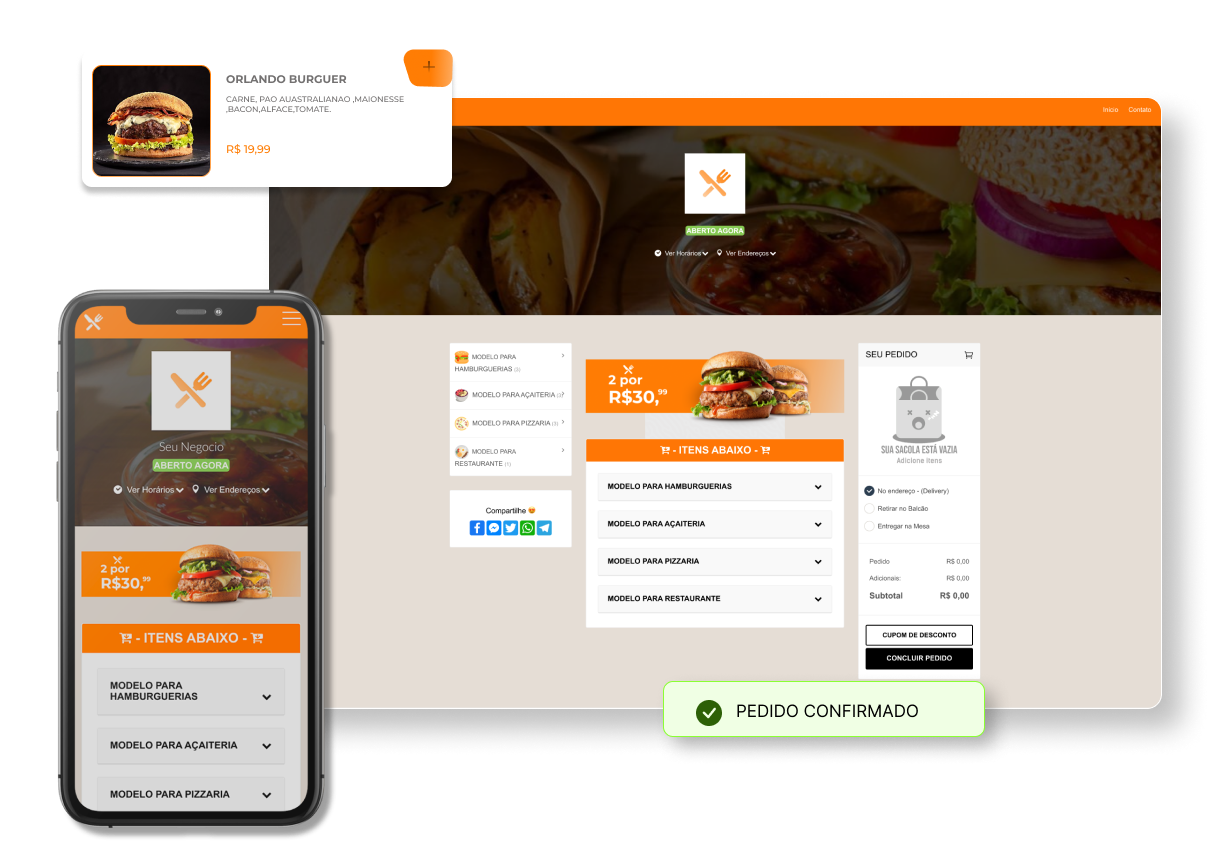 ORLANDO BURGUER
CARNE, PAO AUASTRALIANAO ,MAIONESSE
,BACON,ALFACE,TOMATE.
R$ 19,99
Início Contato
ABERTO AGORA
Ver Horários Ver Endereços
MODELO PARA
HAMBURGUERIAS (3)
MODELO PARA AÇAITERIA (3)
MODELO PARA PIZZARIA (3)
MODELO PARA
RESTAURANTE (1)
Compartilhe
2 por
R$30,99
- ITENS ABAIXO -
MODELO PARA HAMBURGUERIAS
MODELO PARA AÇAITERIA
MODELO PARA PIZZARIA
MODELO PARA RESTAURANTE
SEU PEDIDO
SUA SACOLA ESTÁ VAZIA
Adicione itens
No endereço - (Delivery)
Retirar no Balcão
Entregar na Mesa
Pedido R$ 0,00
Adicionais: R$ 0,00
Subtotal R$ 0,00
CUPOM DE DESCONTO
CONCLUIR PEDIDO
PEDIDO CONFIRMADO
Seu Negocio
ABERTO AGORA
Ver Horários Ver Endereços
2 por
R$30,99
- ITENS ABAIXO -
MODELO PARA
HAMBURGUERIAS
MODELO PARA AÇAITERIA
MODELO PARA PIZZARIA